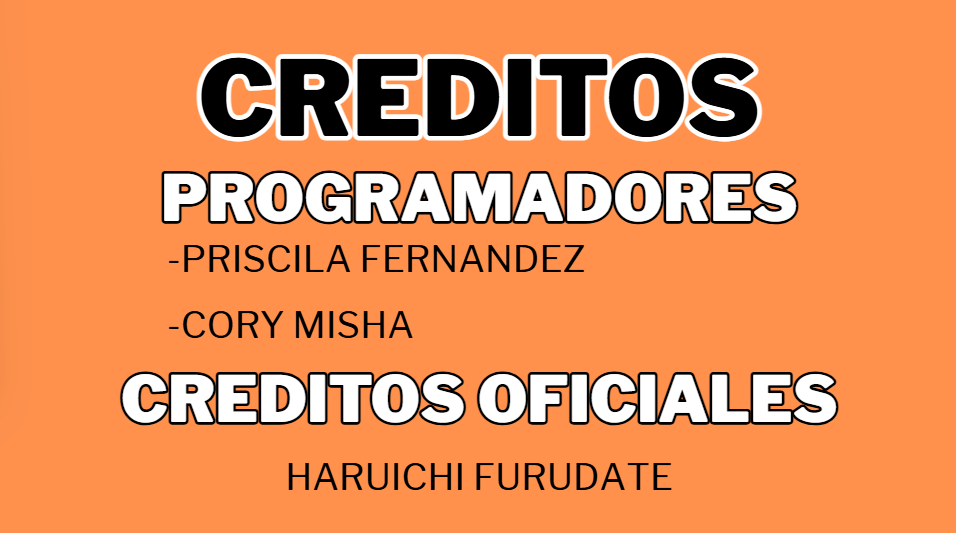 CREDITOS
PROGRAMADORES
-PRISCILA FERNANDEZ
-CORY MISHA
CREDITOS OFICIALES
HARUICHI FURUDATE